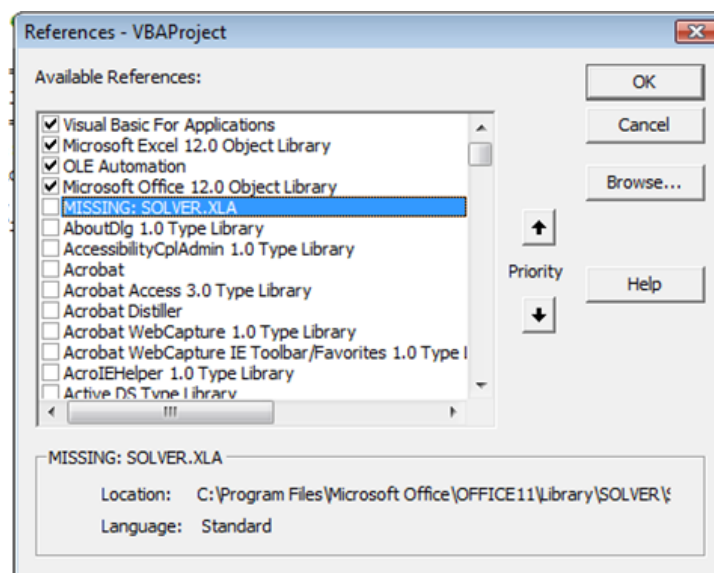 References - VBAProject
Available References:
Visual Basic For Applications
Microsoft Excel 12.0 Object Library
OLE Automation
Microsoft Office 12.0 Object Library
MISSING: SOLVER.XLA
AboutDlg 1.0 Type Library
AccessibilityCplAdmin 1.0 Type Library
Acrobat
Acrobat Access 3.0 Type Library
Acrobat Distiller
Acrobat WebCapture 1.0 Type Library
Acrobat WebCapture IE Toolbar/Favorites 1.0 Type l
AcroIEHelper 1.0 Type Library
Active DS Type Library
OK
Cancel
Browse...
Priority
Help
MISSING: SOLVER.XLA
Location: C:\Program Files\Microsoft Office\OFFICE11\Library\SOLVER\S
Language: Standard